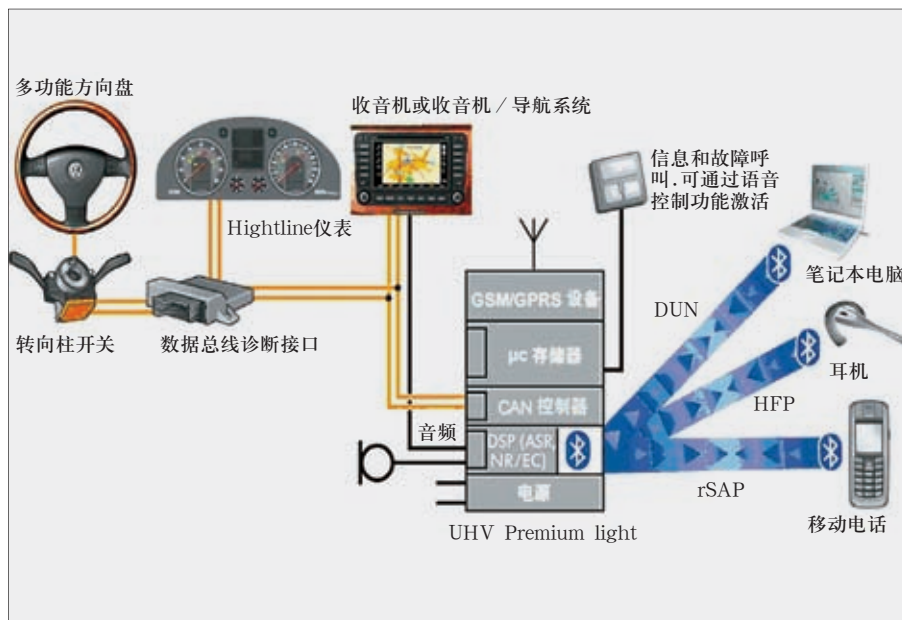 多功能方向盘
收音机或收音机 / 导航系统
信息和故障呼
叫.可通过语音
控制功能激活
Hightline仪表
笔记本电脑
GSM/GPRS 设备
DUN
转向柱开关
数据总线诊断接口
µc 存储器
耳机
CAN 控制器
HFP
音频
DSP (ASR,
NR/EC)
rSAP
电源
移动电话
UHV Premium light